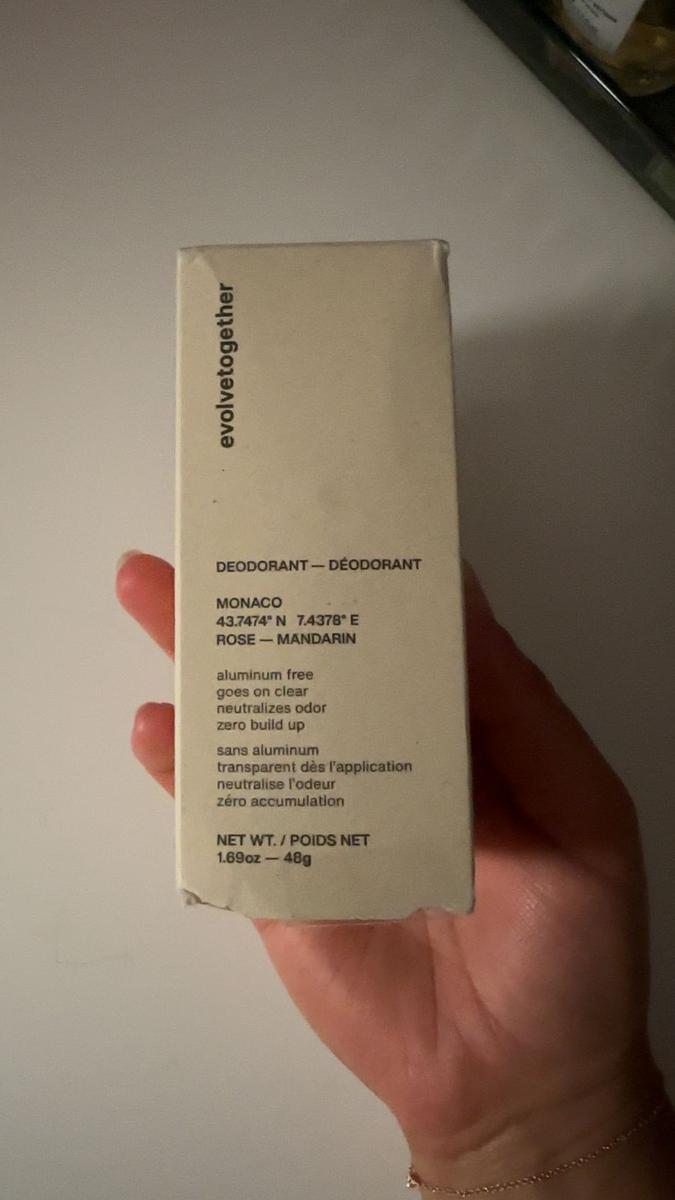 evolvetogether
DEODORANT — DÉODORANT
MONACO
43.7474° N 7.4378° E
ROSE — MANDARIN
aluminum free
goes on clear
neutralizes odor
zero build up
sans aluminum
transparent dès l'application
neutralise l'odeur
zéro accumulation
NET WT. / POIDS NET
1.69oz — 48g